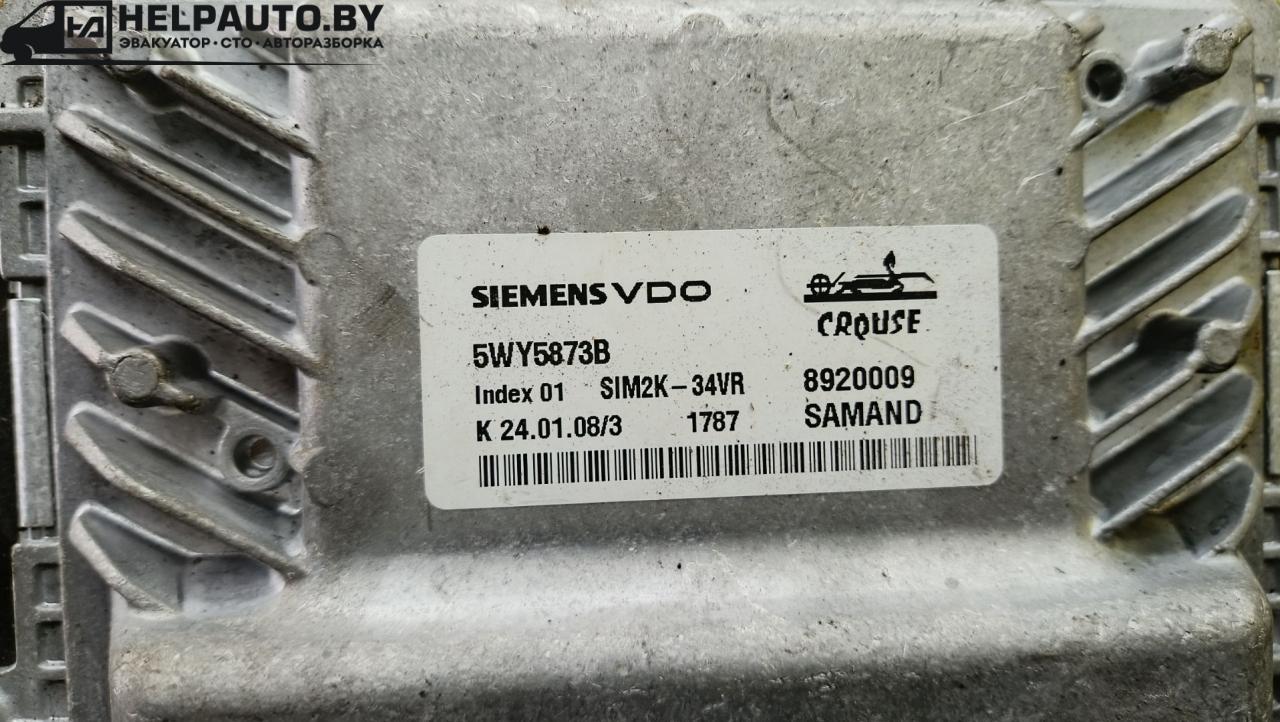 HELPAUTO.BY
ЭВАКУАТОР · СТО · АВТОРАЗБОРКА
SIEMENS VDO
CROUSE
5WY5873B
Index 01 SIM2K-34VR 8920009
K 24.01.08/3 1787 SAMAND